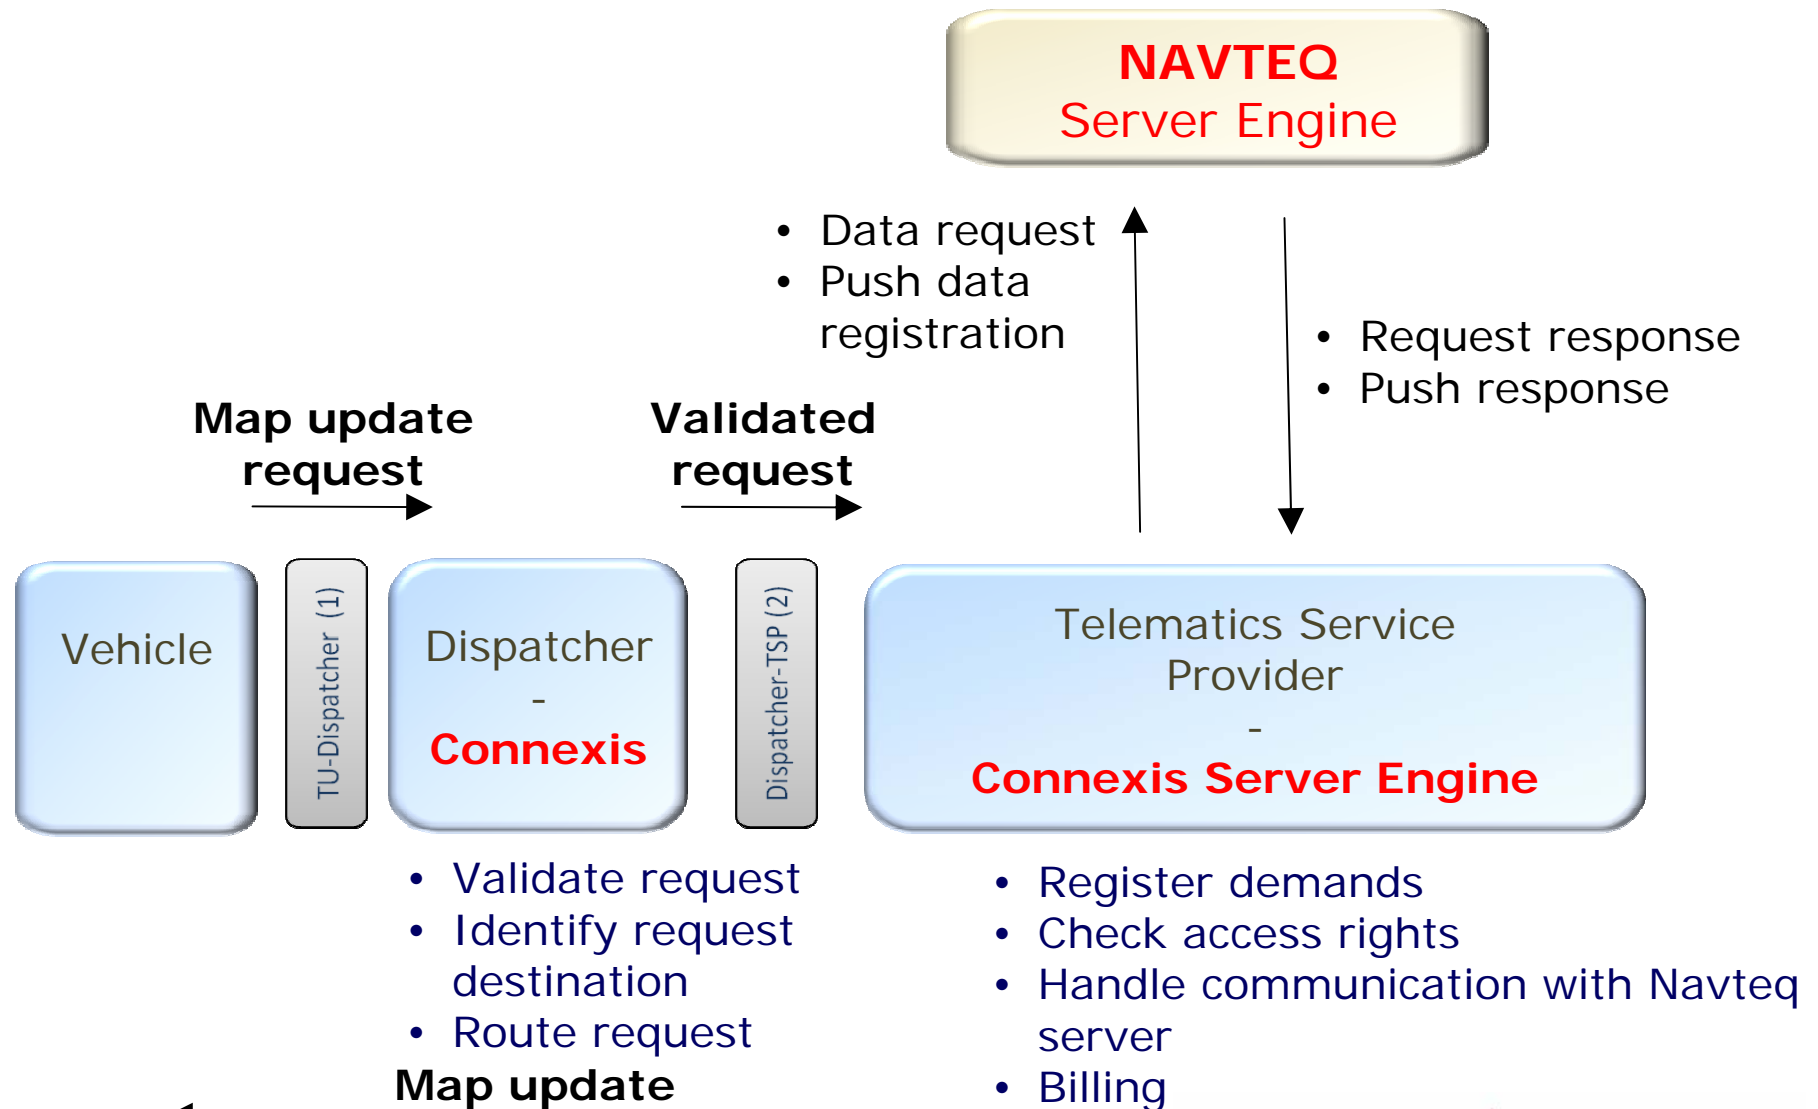 NAVTEQ
Server Engine
• Data request
• Push data
registration
• Request response
• Push response
Map update
request
Validated
request
Vehicle
TU-Dispatcher (1)
Dispatcher
-
Connexis
Dispatcher-TSP (2)
Telematics Service
Provider
-
Connexis Server Engine
• Validate request
• Identify request
destination
• Route request
Map update
• Register demands
• Check access rights
• Handle communication with Navteq
server
• Billing